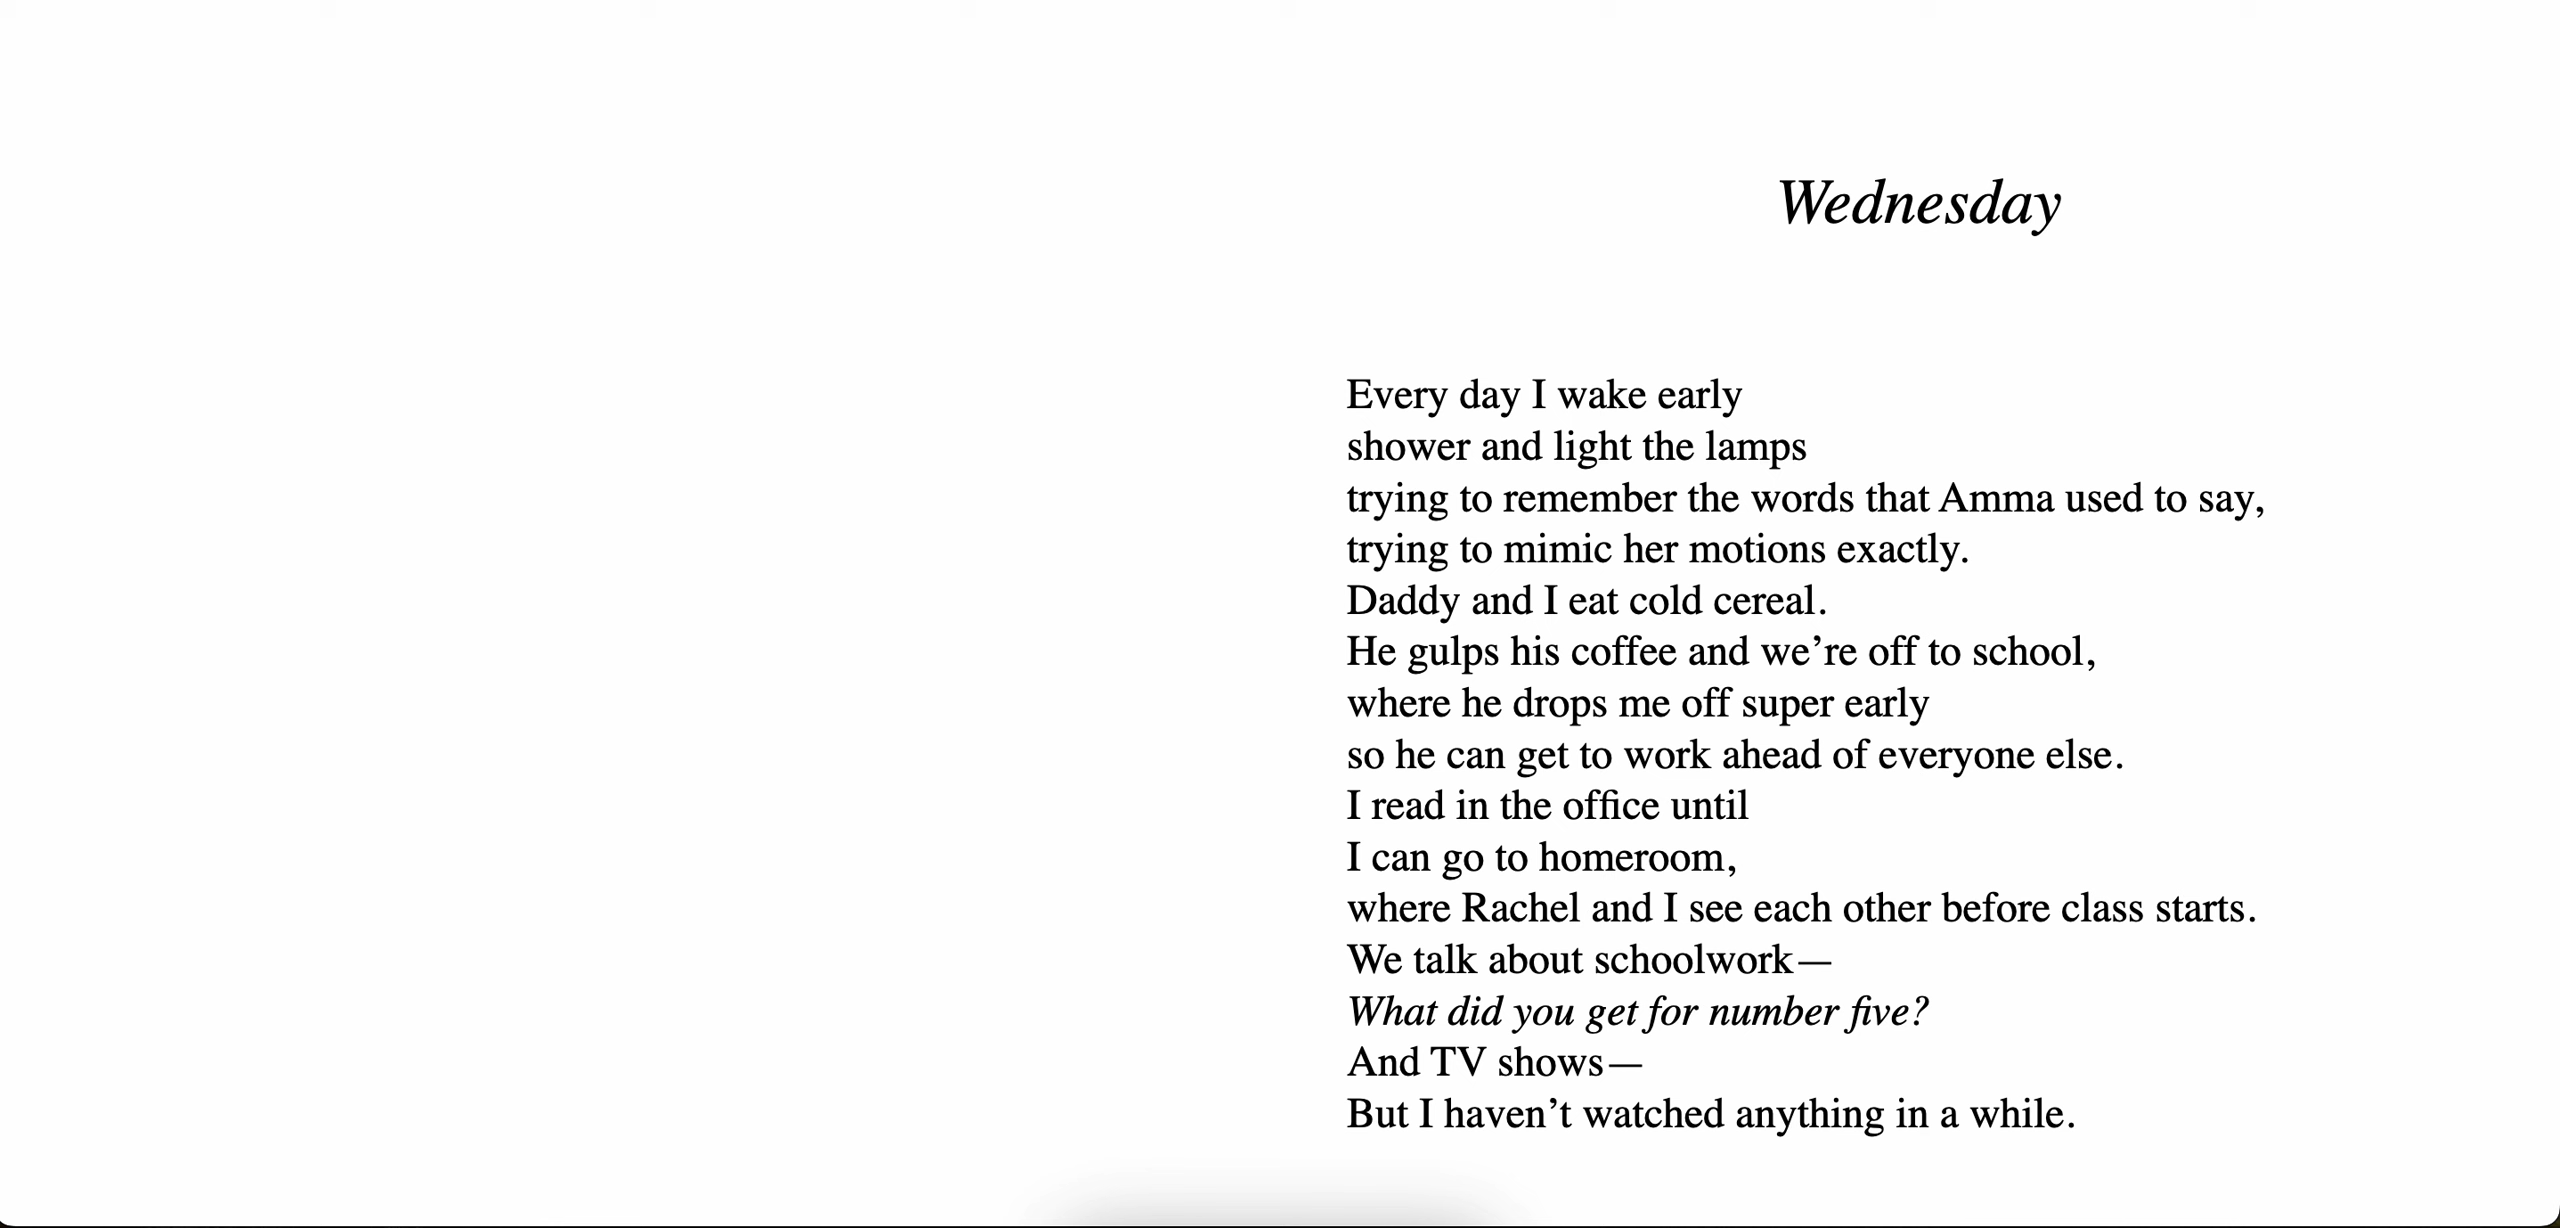 Wednesday
Every day I wake early
shower and light the lamps
trying to remember the words that Amma used to say,
trying to mimic her motions exactly.
Daddy and I eat cold cereal.
He gulps his coffee and we’re off to school,
where he drops me off super early
so he can get to work ahead of everyone else.
I read in the office until
I can go to homeroom,
where Rachel and I see each other before class starts.
We talk about schoolwork—
What did you get for number five?
And TV shows—
But I haven’t watched anything in a while.